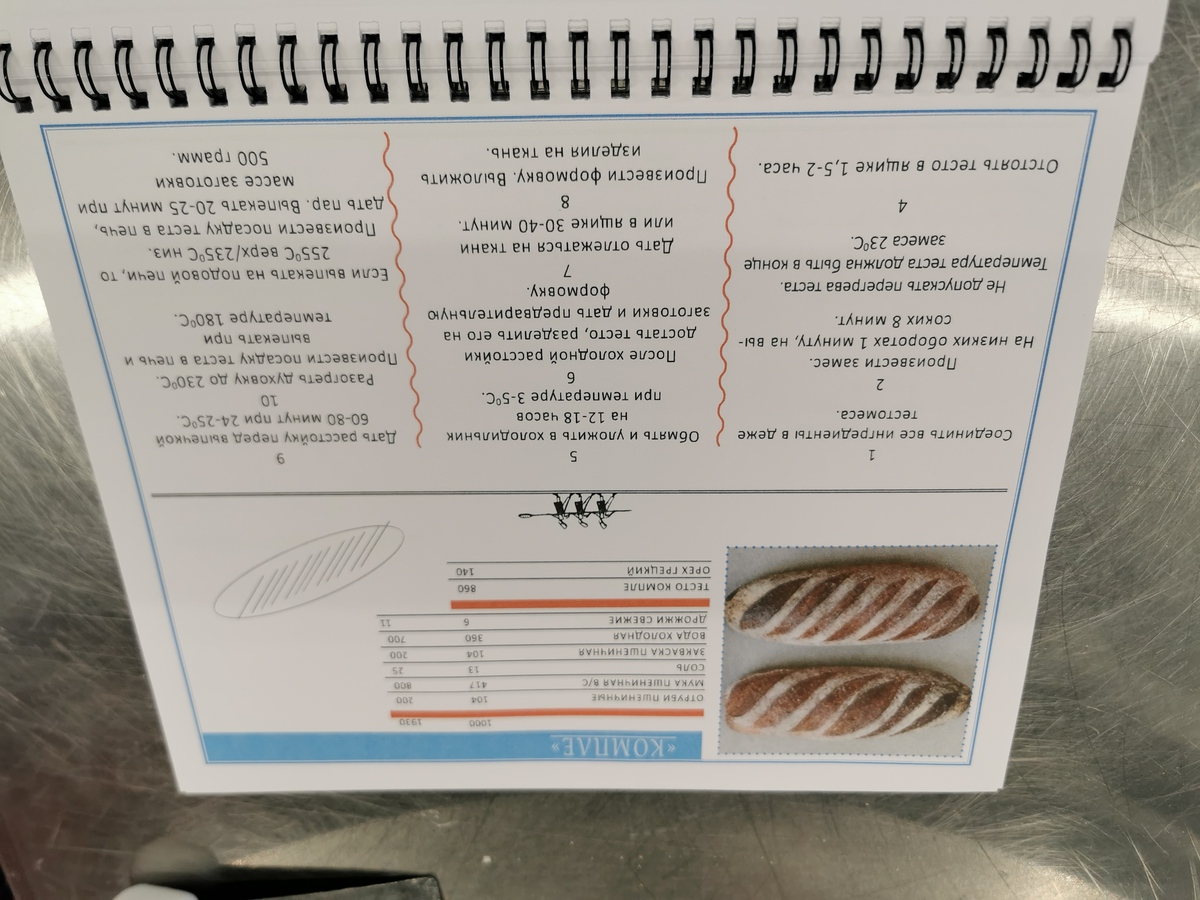 «КОМПЛЕ»
1000 1930
ОТРУБИ ПШЕНИЧНЫЕ 104 200
МУКА ПШЕНИЧНАЯ В/С 417 800
СОЛЬ 13 25
ЗАКВАСКА ПШЕНИЧНАЯ 104 200
ВОДА ХОЛОДНАЯ 360 700
ДРОЖЖИ СВЕЖИЕ 6 11
ТЕСТО КОМПЛЕ 860
ОРЕХ ГРЕЦКИЙ 140
1
Соединить все ингредиенты в деже
тестомеса.
2
Произвести замес.
На низких оборотах 1 минуту, на вы-
соких 8 минут.
Не допускать перегрева теста.
Температура теста должна быть в конце
замеса 23⁰С.
4
Отстоять тесто в ящике 1,5-2 часа.
5
Обмять и уложить в холодильник
на 12-18 часов
при температуре 3-5⁰С.
6
После холодной расстойки
достать тесто, разделить на его на
заготовки и дать предварительную
формовку.
7
Дать отлежаться на ткани
или в ящике 30-40 минут.
8
Произвести формовку. Выложить
изделия на ткань.
9
Дать расстойку перед выпечкой
60-80 минут при 24-25⁰С.
10
Разогреть духовку до 230⁰С.
Произвести посадку теста в печь и
выпекать при
температуре 180⁰С.
Если выпекать на подовой печи, то
255⁰С верх/235⁰С низ.
Произвести посадку теста в печь,
дать пар. Выпекать 20-25 минут при
массе заготовки
500 грамм.